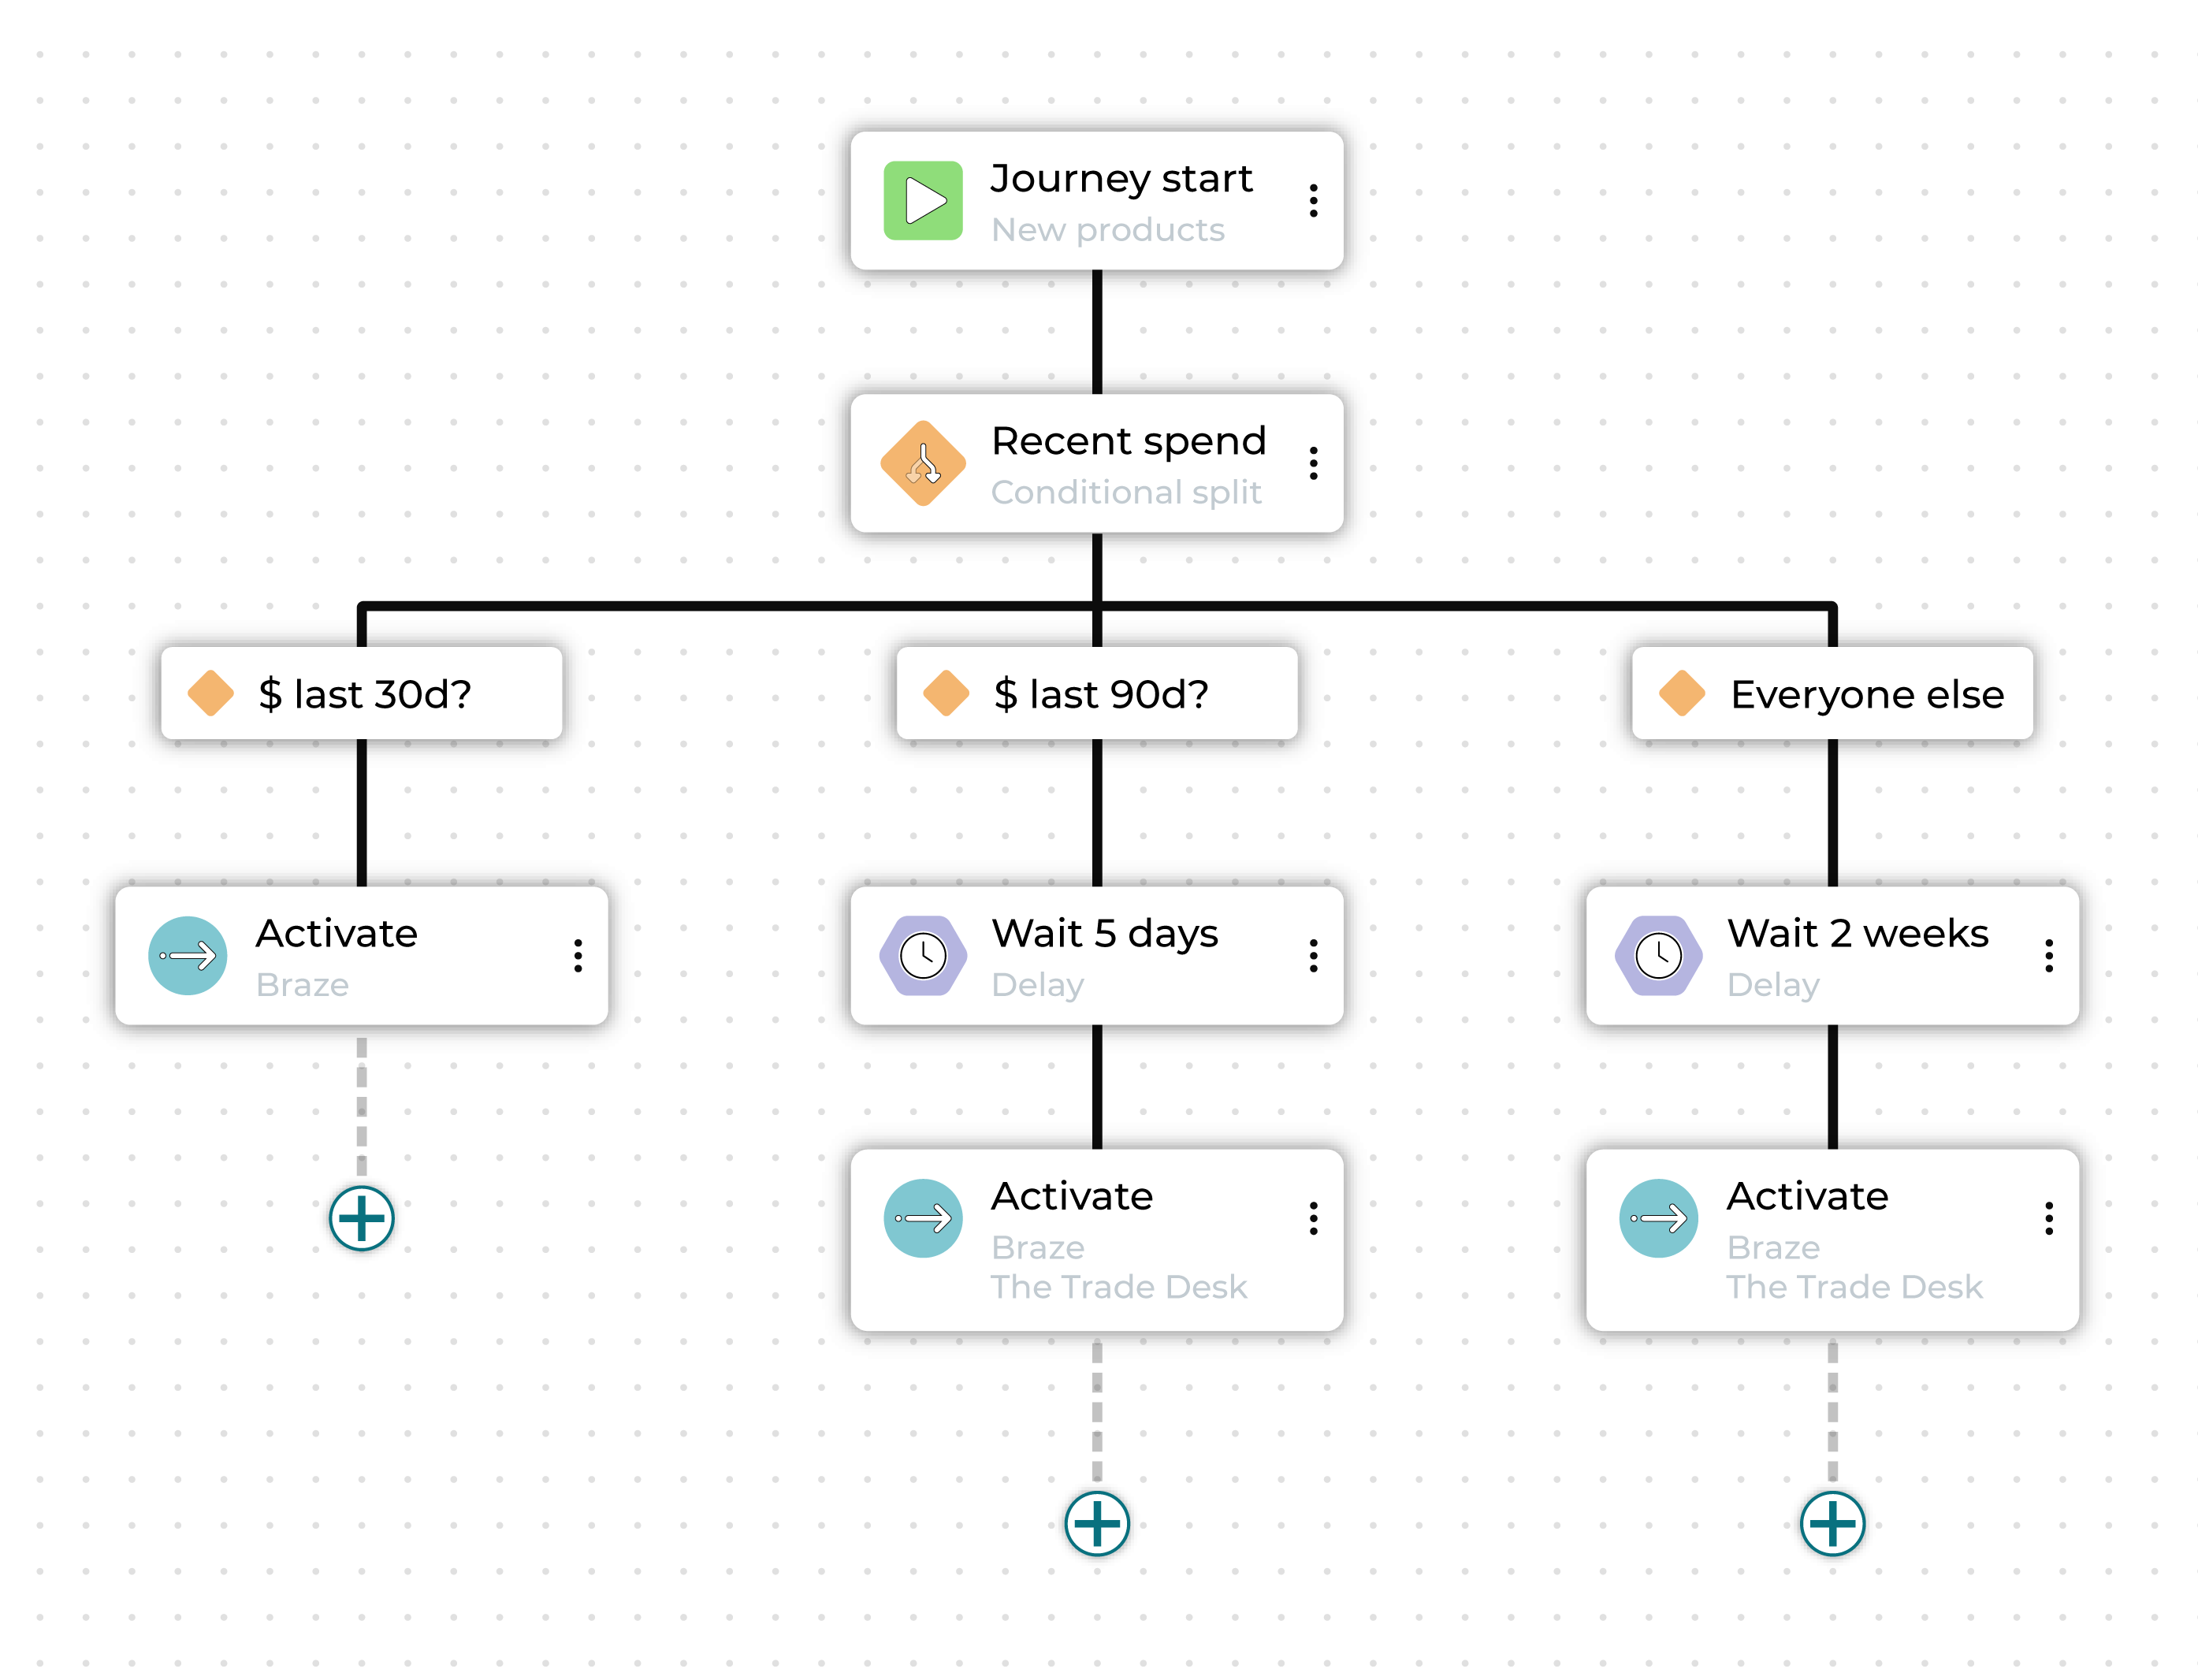 Journey start
New products
Recent spend
Conditional split
$ last 30d?
$ last 90d?
Everyone else
Activate
Braze
Wait 5 days
Delay
Wait 2 weeks
Delay
Activate
Braze
The Trade Desk
Activate
Braze
The Trade Desk